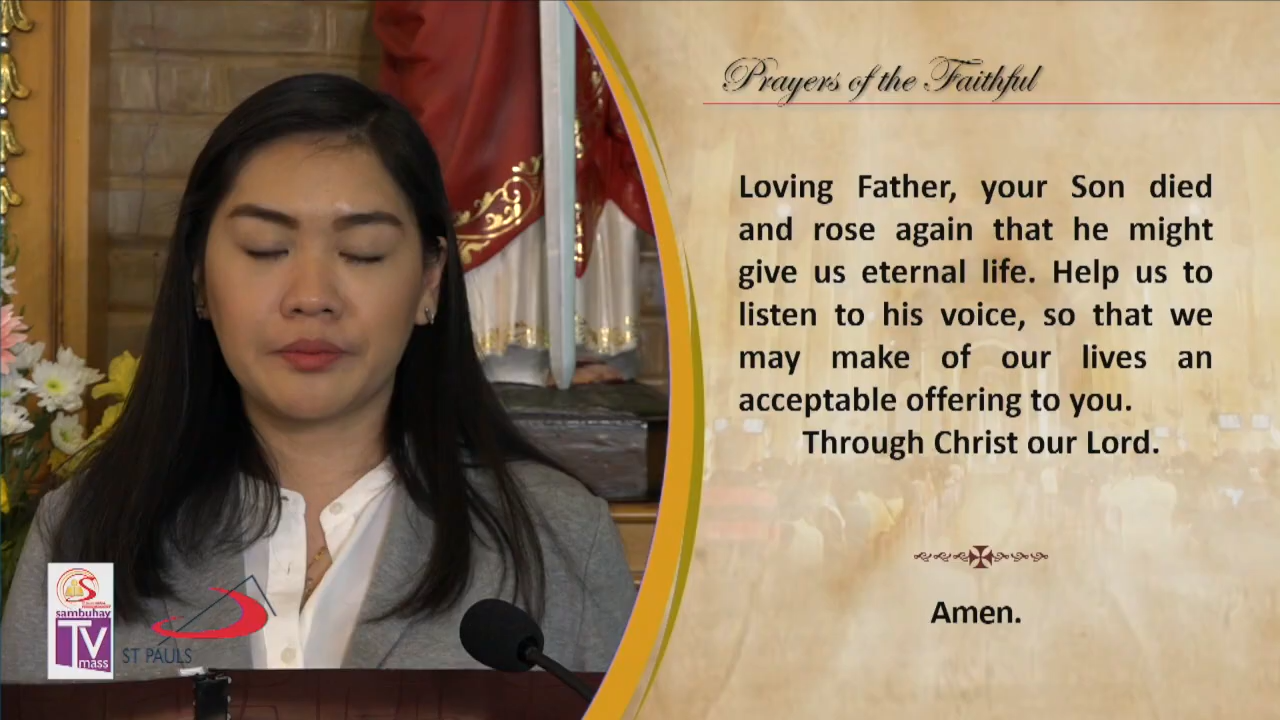 Prayers of the Faithful
Loving Father, your Son died
and rose again that he might
give us eternal life. Help us to
listen to his voice, so that we
may make of our lives an
acceptable offering to you.
Through Christ our Lord.
Amen.
sambuhay
TV
mass
ST PAULS